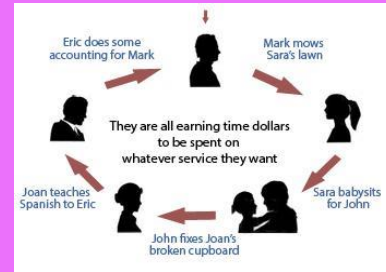 Eric does some
accounting for Mark
Mark mows
Sara's lawn
They are all earning time dollars
to be spent on
whatever service they want
Joan teaches
Spanish to Eric
Sara babysits
for John
John fixes Joan's
broken cupboard